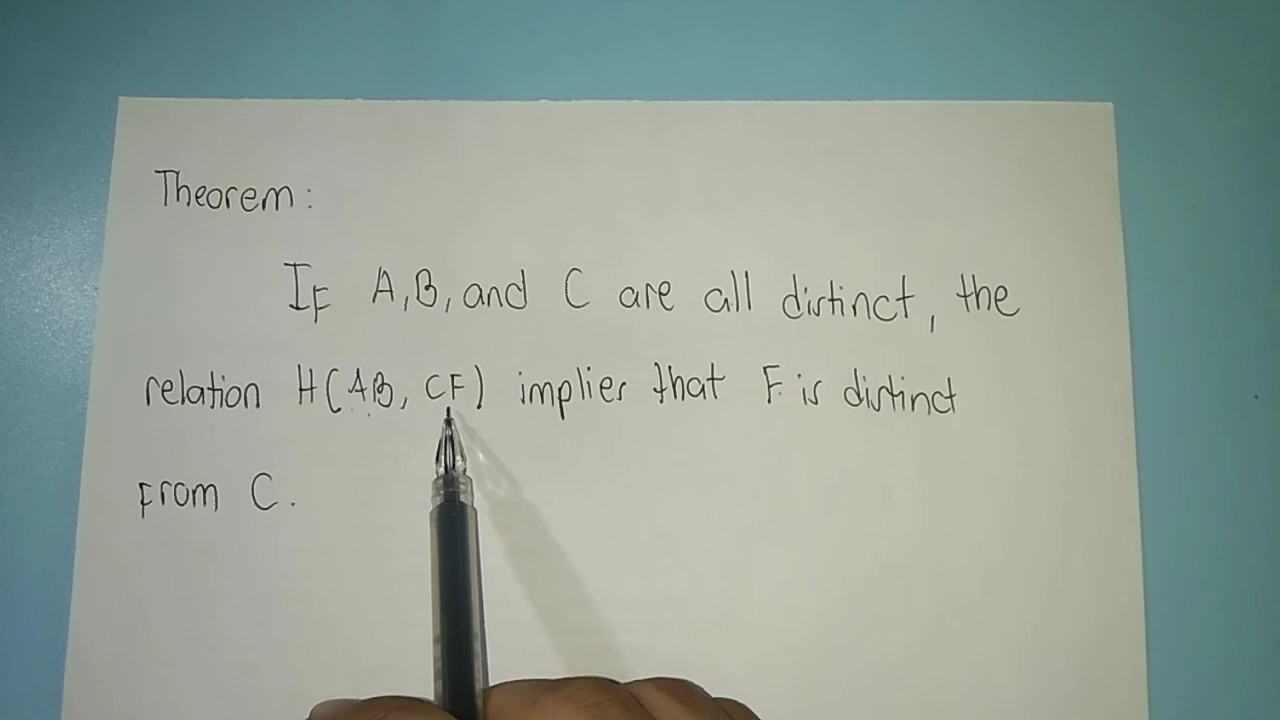 Theorem:
If A, B, and C are all distinct, the
relation H(AB, CF) implies that F is distinct
from C.